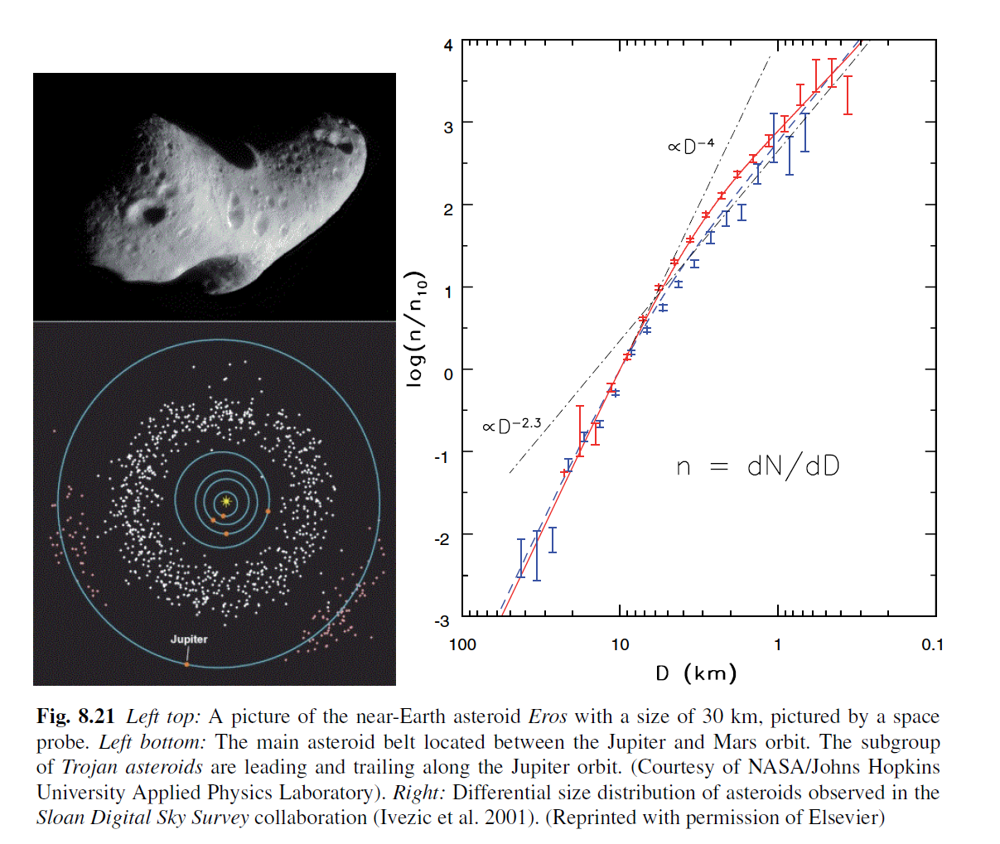 4
3
2
1
0
-1
-2
-3
log(n/n10)
∝D-4
∝D-2.3
n = dN/dD
100 10 1 0.1
D (km)
Jupiter
Fig. 8.21 Left top: A picture of the near-Earth asteroid Eros with a size of 30 km, pictured by a space
probe. Left bottom: The main asteroid belt located between the Jupiter and Mars orbit. The subgroup
of Trojan asteroids are leading and trailing along the Jupiter orbit. (Courtesy of NASA/Johns Hopkins
University Applied Physics Laboratory). Right: Differential size distribution of asteroids observed in the
Sloan Digital Sky Survey collaboration (Ivezic et al. 2001). (Reprinted with permission of Elsevier)